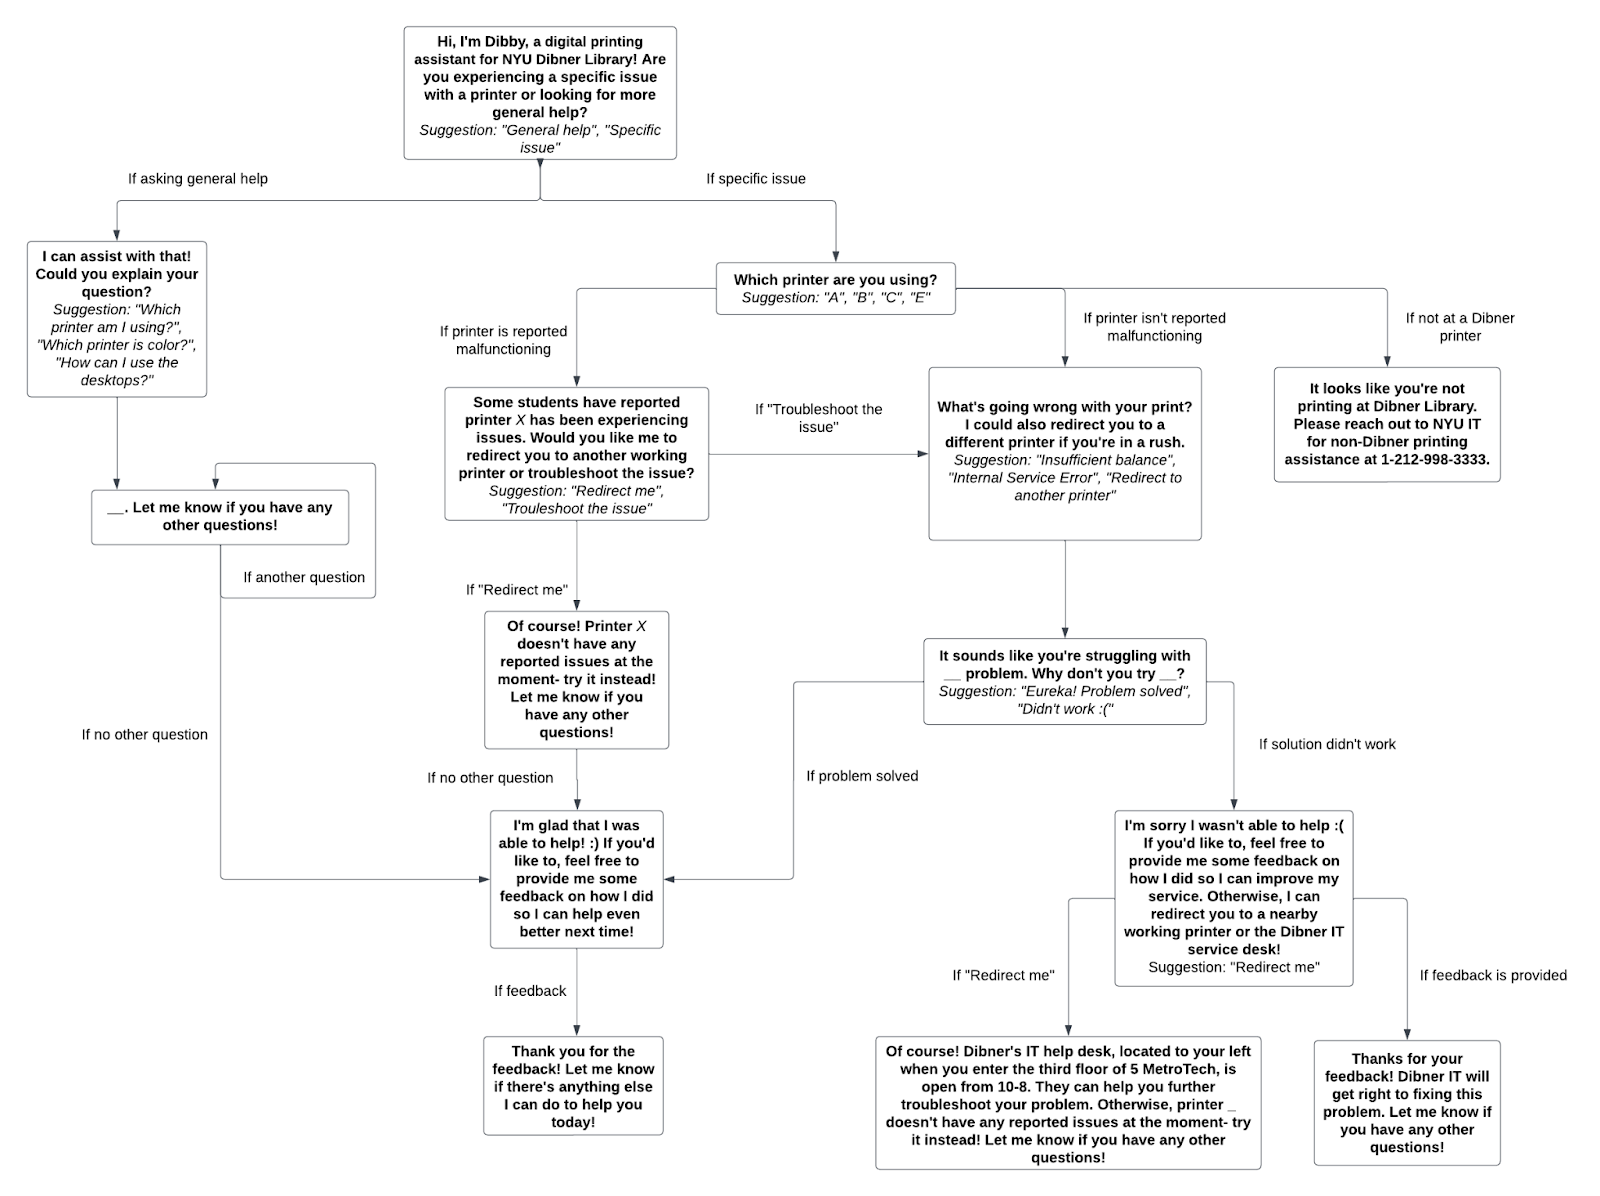 Hi, I'm Dibby, a digital printing
assistant for NYU Dibner Library! Are
you experiencing a specific issue
with a printer or looking for more
general help?
Suggestion: "General help", "Specific
issue"
If asking general help
If specific issue
I can assist with that!
Could you explain your
question?
Suggestion: "Which
printer am I using?",
"Which printer is color?",
"How can I use the
desktops?"
Which printer are you using?
Suggestion: "A", "B", "C", "E"
If printer is reported
malfunctioning
If printer isn't reported
malfunctioning
If not at a Dibner
printer
Some students have reported
printer X has been experiencing
issues. Would you like me to
redirect you to another working
printer or troubleshoot the issue?
Suggestion: "Redirect me",
"Trouleshoot the issue"
If "Troubleshoot the
issue"
What's going wrong with your print?
I could also redirect you to a
different printer if you're in a rush.
Suggestion: "Insufficient balance",
"Internal Service Error", "Redirect to
another printer"
It looks like you're not
printing at Dibner Library.
Please reach out to NYU IT
for non-Dibner printing
assistance at 1-212-998-3333.
__. Let me know if you have any
other questions!
If another question
If "Redirect me"
Of course! Printer X
doesn't have any
reported issues at the
moment- try it instead!
Let me know if you
have any other
questions!
It sounds like you're struggling with
__ problem. Why don't you try __?
Suggestion: "Eureka! Problem solved",
"Didn't work :("
If no other question
If no other question
If problem solved
If solution didn't work
I'm glad that I was
able to help! :) If you'd
like to, feel free to
provide me some
feedback on how I did
so I can help even
better next time!
I'm sorry I wasn't able to help :(
If you'd like to, feel free to
provide me some feedback on
how I did so I can improve my
service. Otherwise, I can
redirect you to a nearby
working printer or the Dibner IT
service desk!
Suggestion: "Redirect me"
If feedback
If "Redirect me"
If feedback is provided
Thank you for the
feedback! Let me know
if there's anything else
I can do to help you
today!
Of course! Dibner's IT help desk, located to your left
when you enter the third floor of 5 MetroTech, is
open from 10-8. They can help you further
troubleshoot your problem. Otherwise, printer _
doesn't have any reported issues at the moment- try
it instead! Let me know if you have any other
questions!
Thanks for your
feedback! Dibner IT will
get right to fixing this
problem. Let me know if
you have any other
questions!